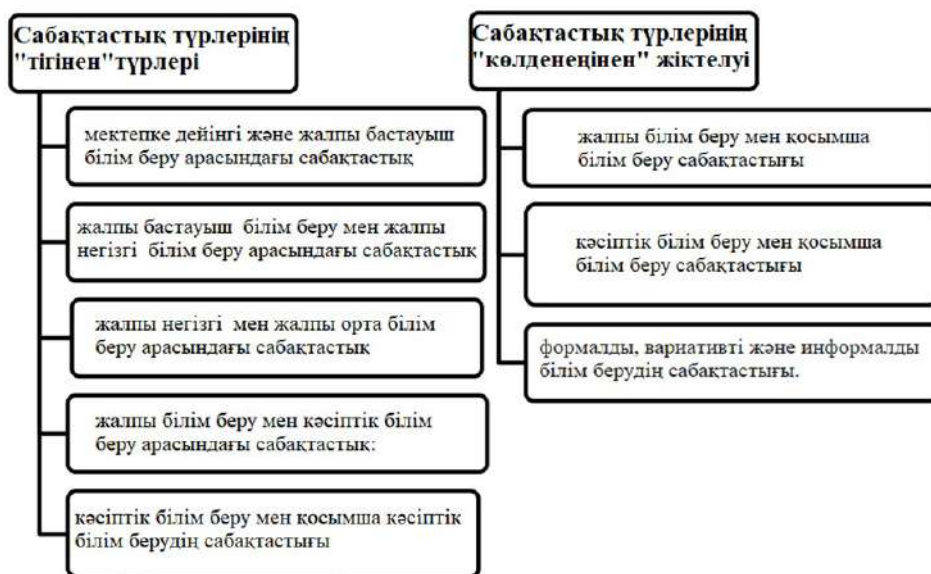 Сабақтастық түрлерінің
"тігінен"түрлері
мектепке дейінгі және жалпы бастауыш
білім беру арасындағы сабақтастық
жалпы бастауыш білім беру мен жалпы
негізгі білім беру арасындағы сабақтастық
жалпы негізгі мен жалпы орта білім
беру арасындағы сабақтастық
жалпы білім беру мен кәсіптік білім
беру арасындағы сабақтастық:
кәсіптік білім беру мен қосымша кәсіптік
білім берудің сабақтастығы
Сабақтастық түрлерінің
"көлденеңінен" жіктелуі
жалпы білім беру мен қосымша
білім беру сабақтастығы
кәсіптік білім беру мен қосымша
білім беру сабақтастығы
формалды, вариативті және информалды
білім берудің сабақтастығы.